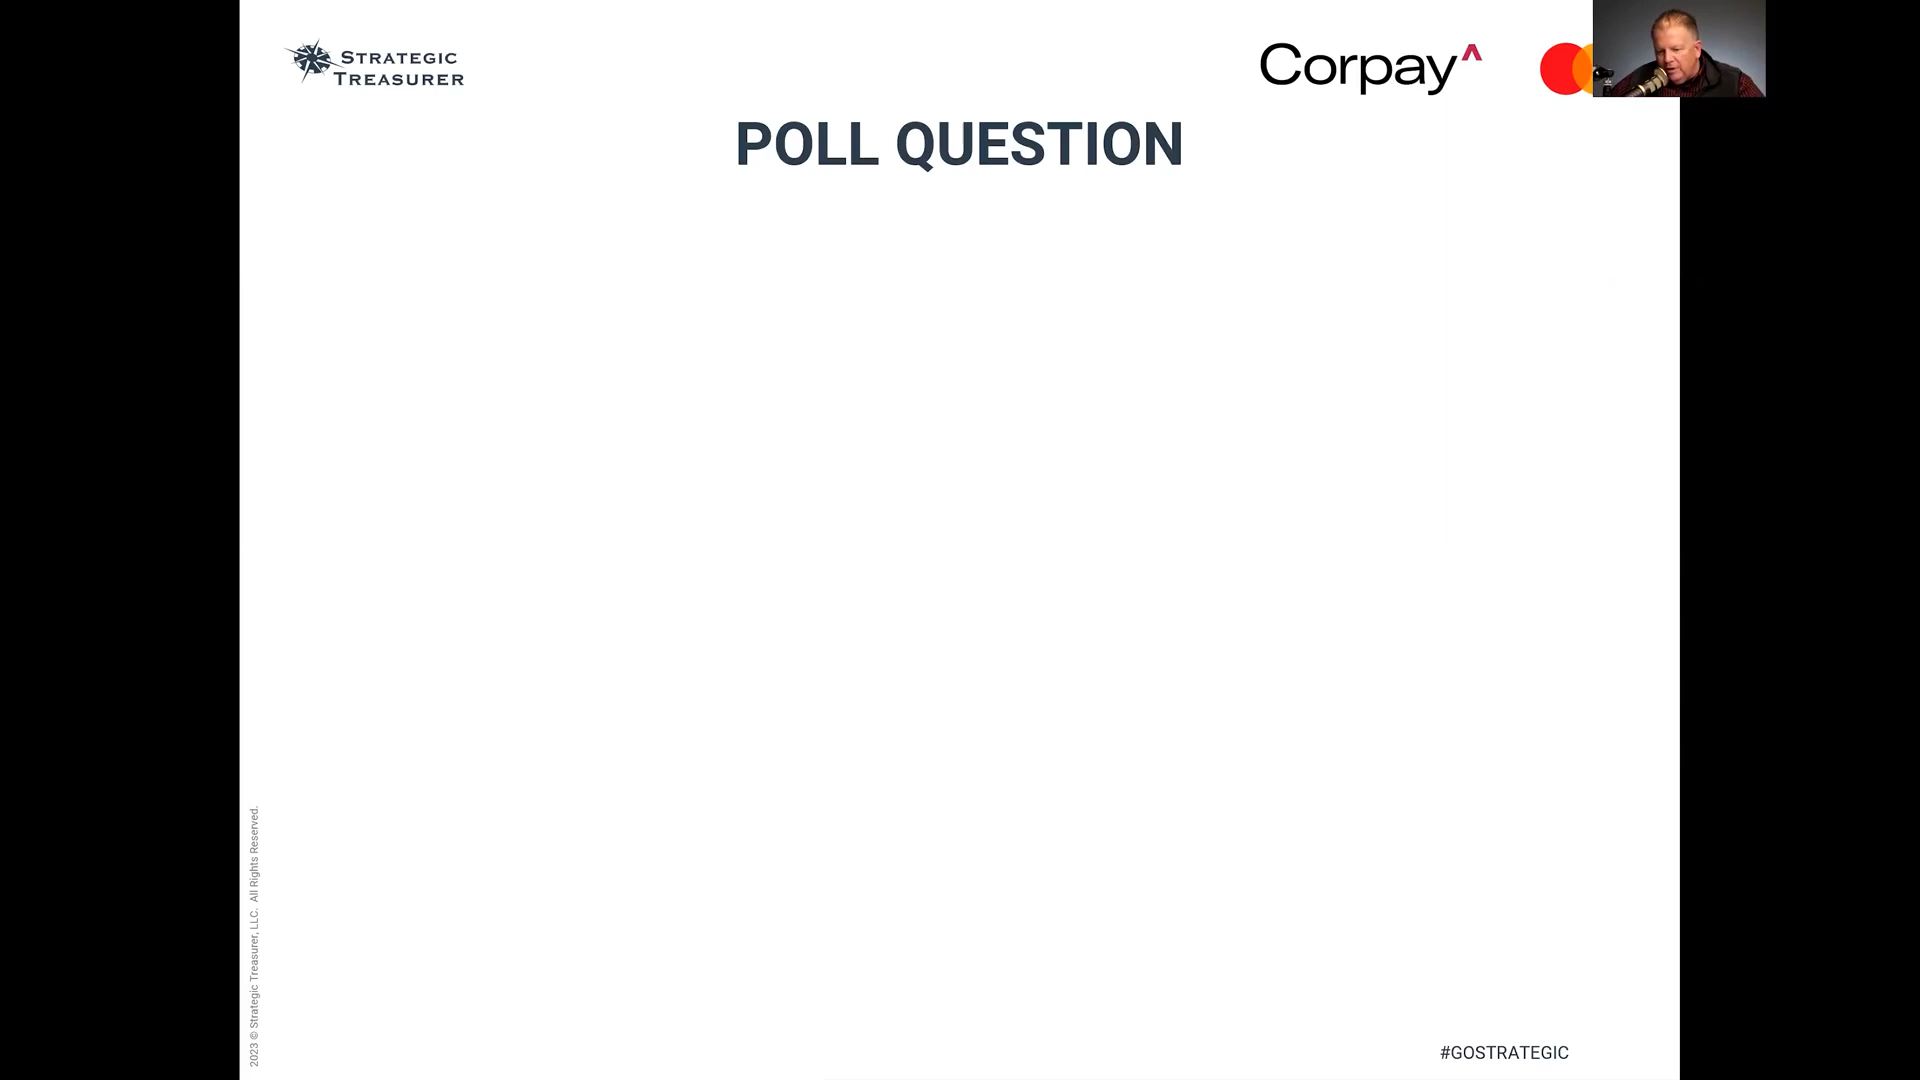 STRATEGIC
TREASURER
Corpay^
POLL QUESTION
2023 © Strategic Treasurer, LLC. All Rights Reserved.
#GOSTRATEGIC